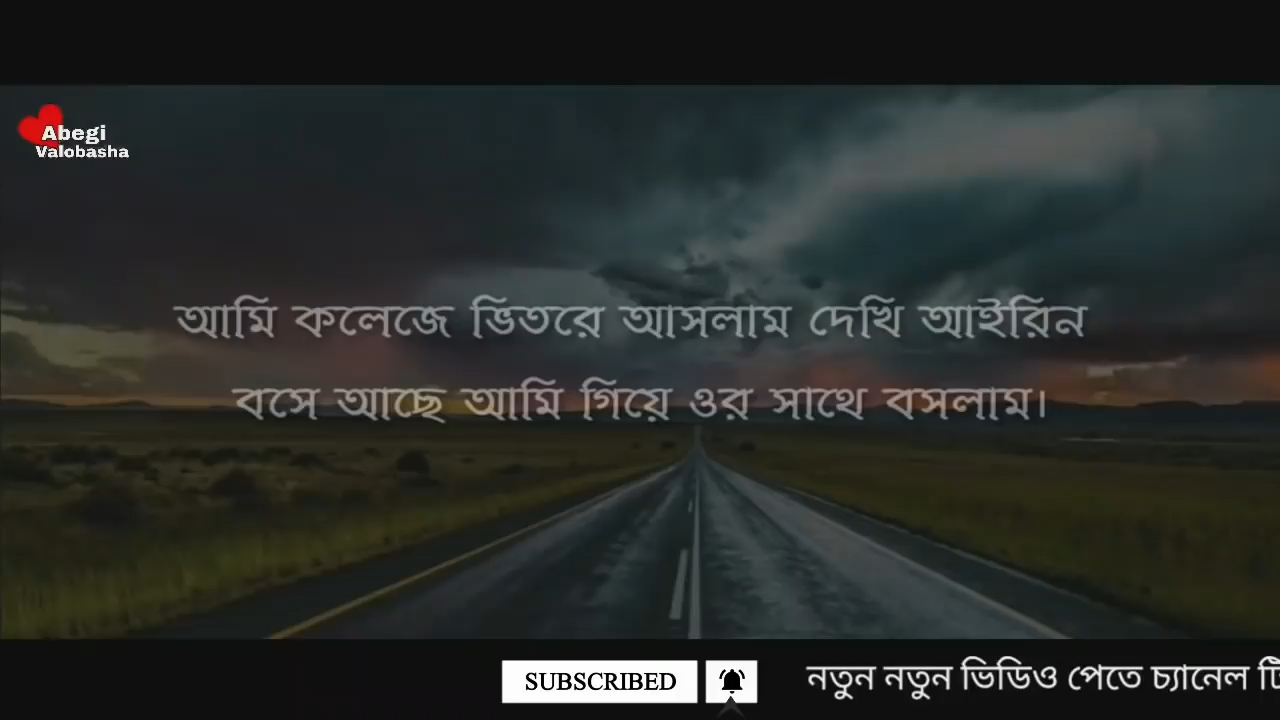 Abegi
Valobasha
আমি কলেজে ভিতরে আসলাম দেখি আইরিন
বসে আছে আমি গিয়ে ওর সাথে বসলাম।
SUBSCRIBED
নতুন নতুন ভিডিও পেতে চ্যানেল